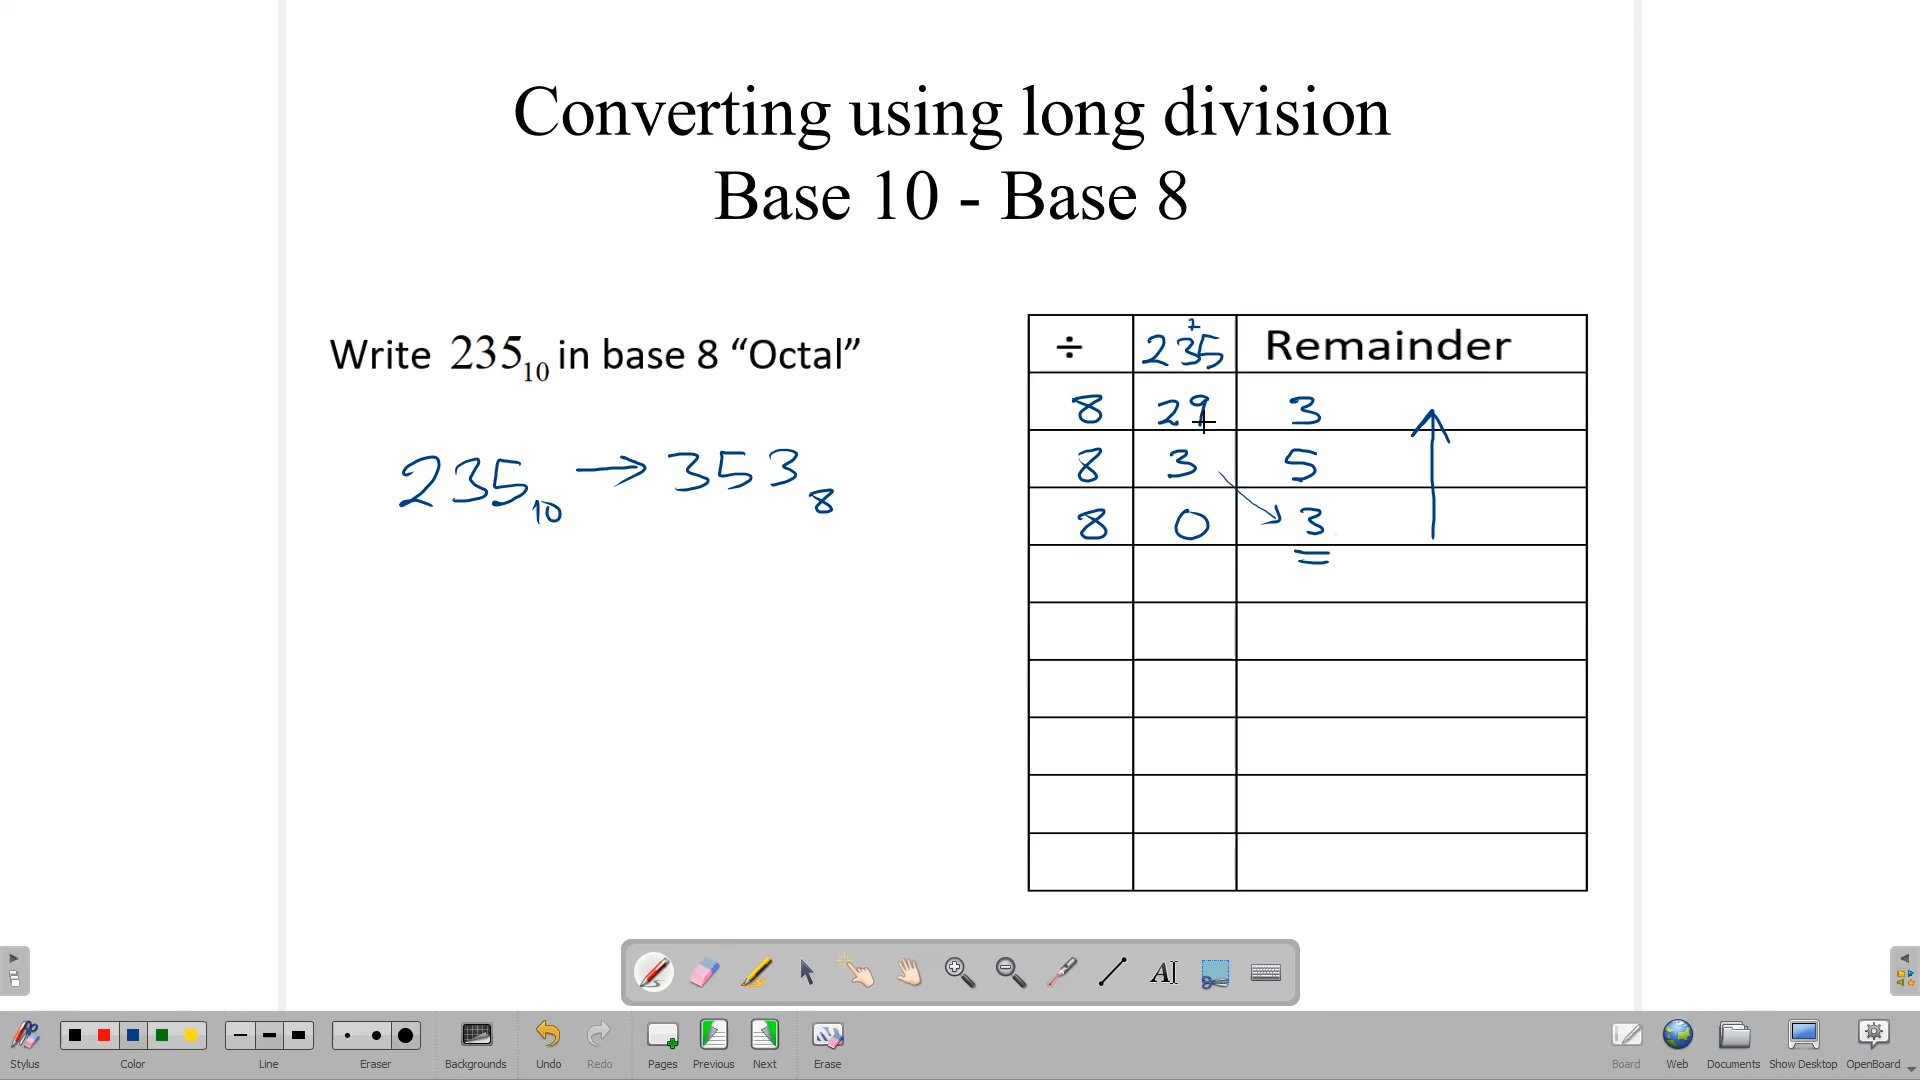 Converting using long division
Base 10 - Base 8
Write 235₁₀ in base 8 “Octal”
235₁₀ → 353₈
÷ 235 Remainder
8 29 3
8 3 5
8 0 3
Stylus Color Line Eraser Backgrounds Undo Redo Pages Previous Next Erase Board Web Documents Show Desktop OpenBoard